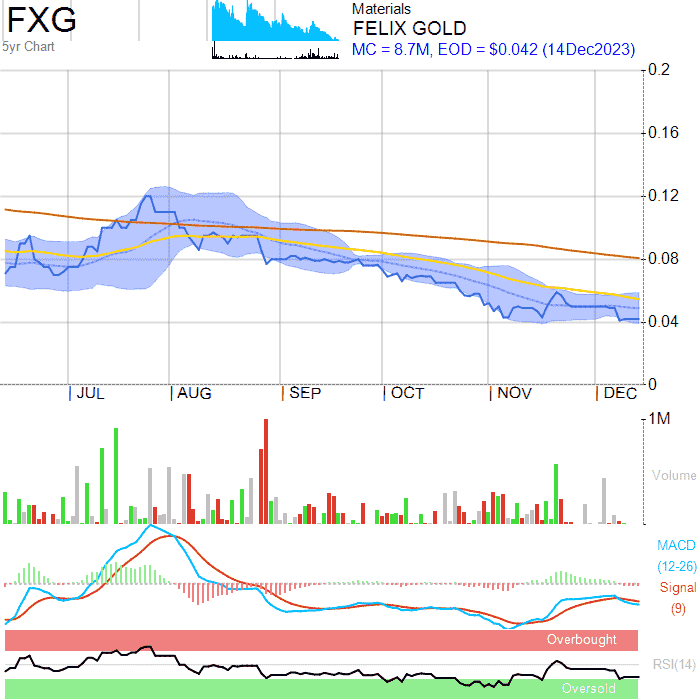 FXG
5yr Chart
Materials
FELIX GOLD
MC = 8.7M, EOD = $0.042 (14Dec2023)
0.2
0.16
0.12
0.08
0.04
0
JUL AUG SEP OCT NOV DEC
1M
Volume
MACD
(12-26)
Signal
(9)
Overbought
RSI(14)
Oversold